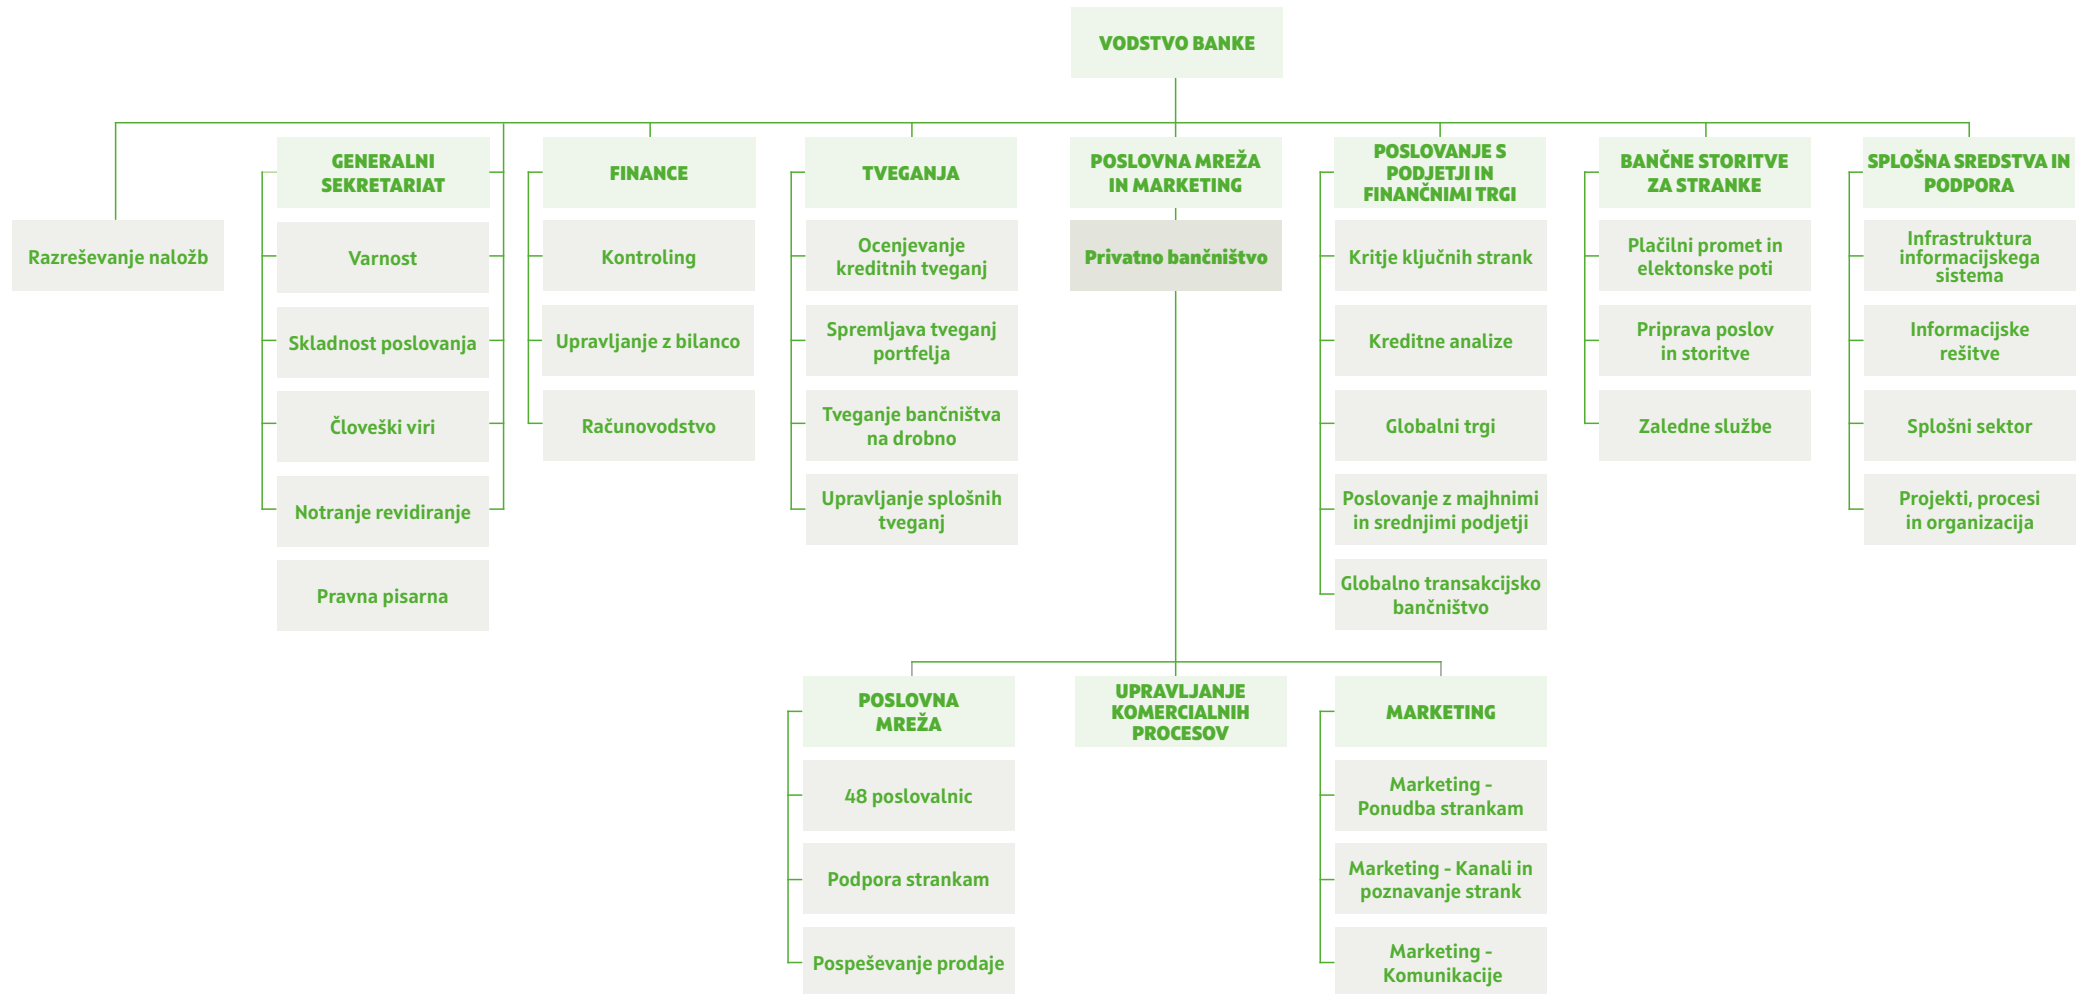 VODSTVO BANKE
Razreševanje naložb
GENERALNI
SEKRETARIAT
Varnost
Skladnost poslovanja
Človeški viri
Notranje revidiranje
Pravna pisarna
FINANCE
Kontroling
Upravljanje z bilanco
Računovodstvo
TVEGANJA
Ocenjevanje
kreditnih tveganj
Spremljava tveganj
portfelja
Tveganje bančništva
na drobno
Upravljanje splošnih
tveganj
POSLOVNA MREŽA
IN MARKETING
Privatno bančništvo
POSLOVANJE S
PODJETJI IN
FINANČNIMI TRGI
Kritje ključnih strank
Kreditne analize
Globalni trgi
Poslovanje z majhnimi
in srednjimi podjetji
Globalno transakcijsko
bančništvo
BANČNE STORITVE
ZA STRANKE
Plačilni promet in
elektonske poti
Priprava poslov
in storitve
Zaledne službe
SPLOŠNA SREDSTVA IN
PODPORA
Infrastruktura
informacijskega
sistema
Informacijske
rešitve
Splošni sektor
Projekti, procesi
in organizacija
POSLOVNA
MREŽA
48 poslovalnic
Podpora strankam
Pospeševanje prodaje
UPRAVLJANJE
KOMERCIALNIH
PROCESOV
MARKETING
Marketing -
Ponudba strankam
Marketing - Kanali in
poznavanje strank
Marketing -
Komunikacije